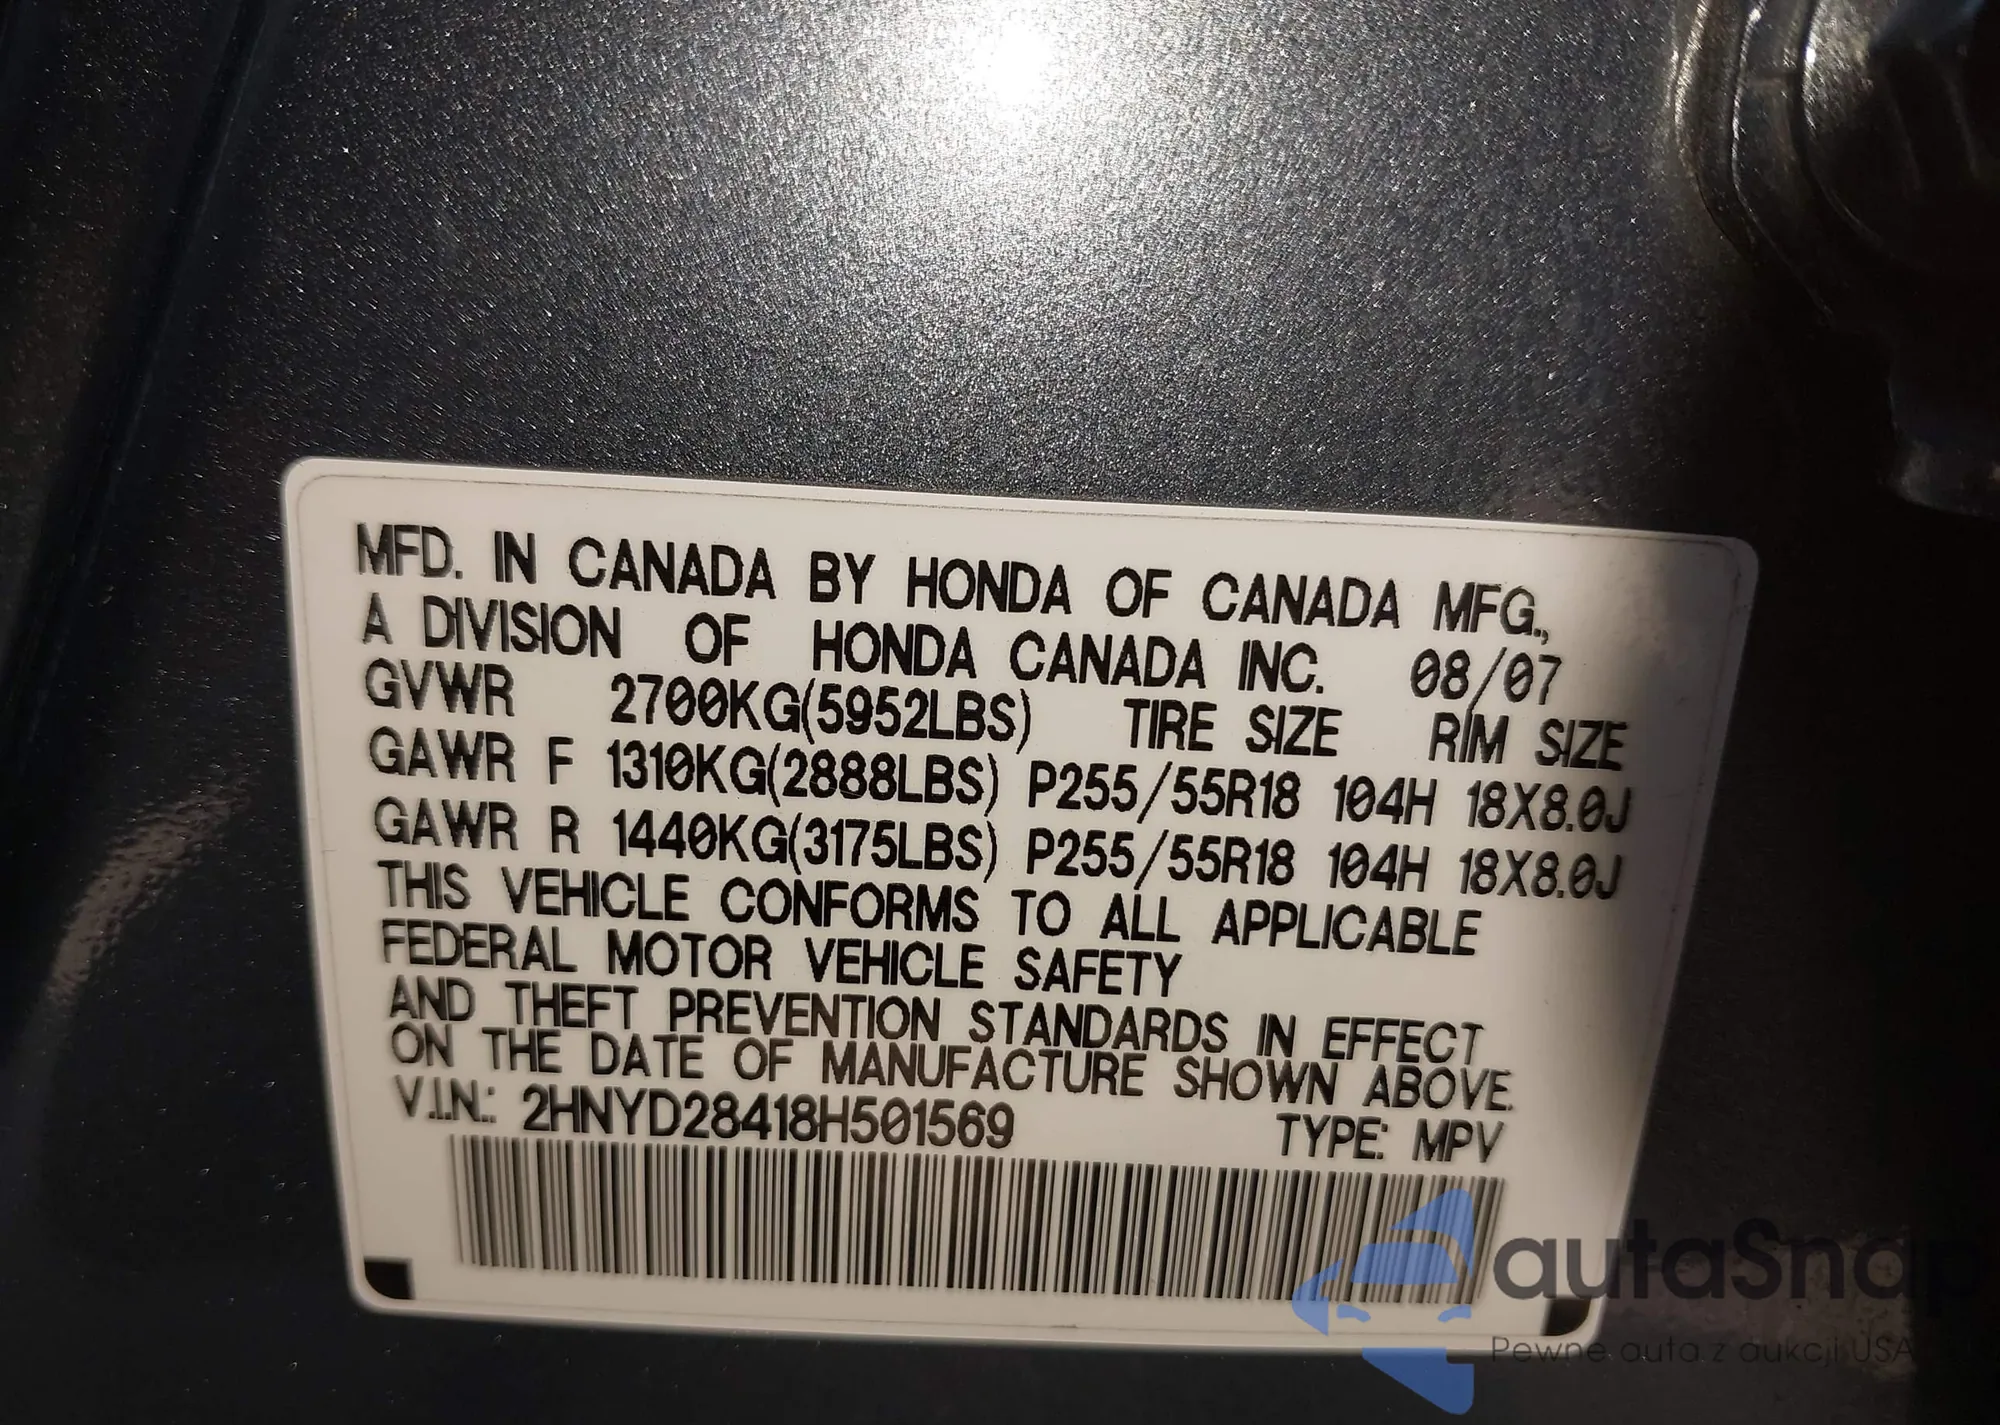 MFD. IN CANADA BY HONDA OF CANADA MFG.,
A DIVISION OF HONDA CANADA INC. 08/07
GVWR 2700KG(5952LBS) TIRE SIZE RIM SIZE
GAWR F 1310KG(2888LBS) P255/55R18 104H 18X8.0J
GAWR R 1440KG(3175LBS) P255/55R18 104H 18X8.0J
THIS VEHICLE CONFORMS TO ALL APPLICABLE
FEDERAL MOTOR VEHICLE SAFETY
AND THEFT PREVENTION STANDARDS IN EFFECT
ON THE DATE OF MANUFACTURE SHOWN ABOVE.
V.I.N.: 2HNYD28418H501569 TYPE: MPV
autaSnap
Pewne auta z aukcji USA